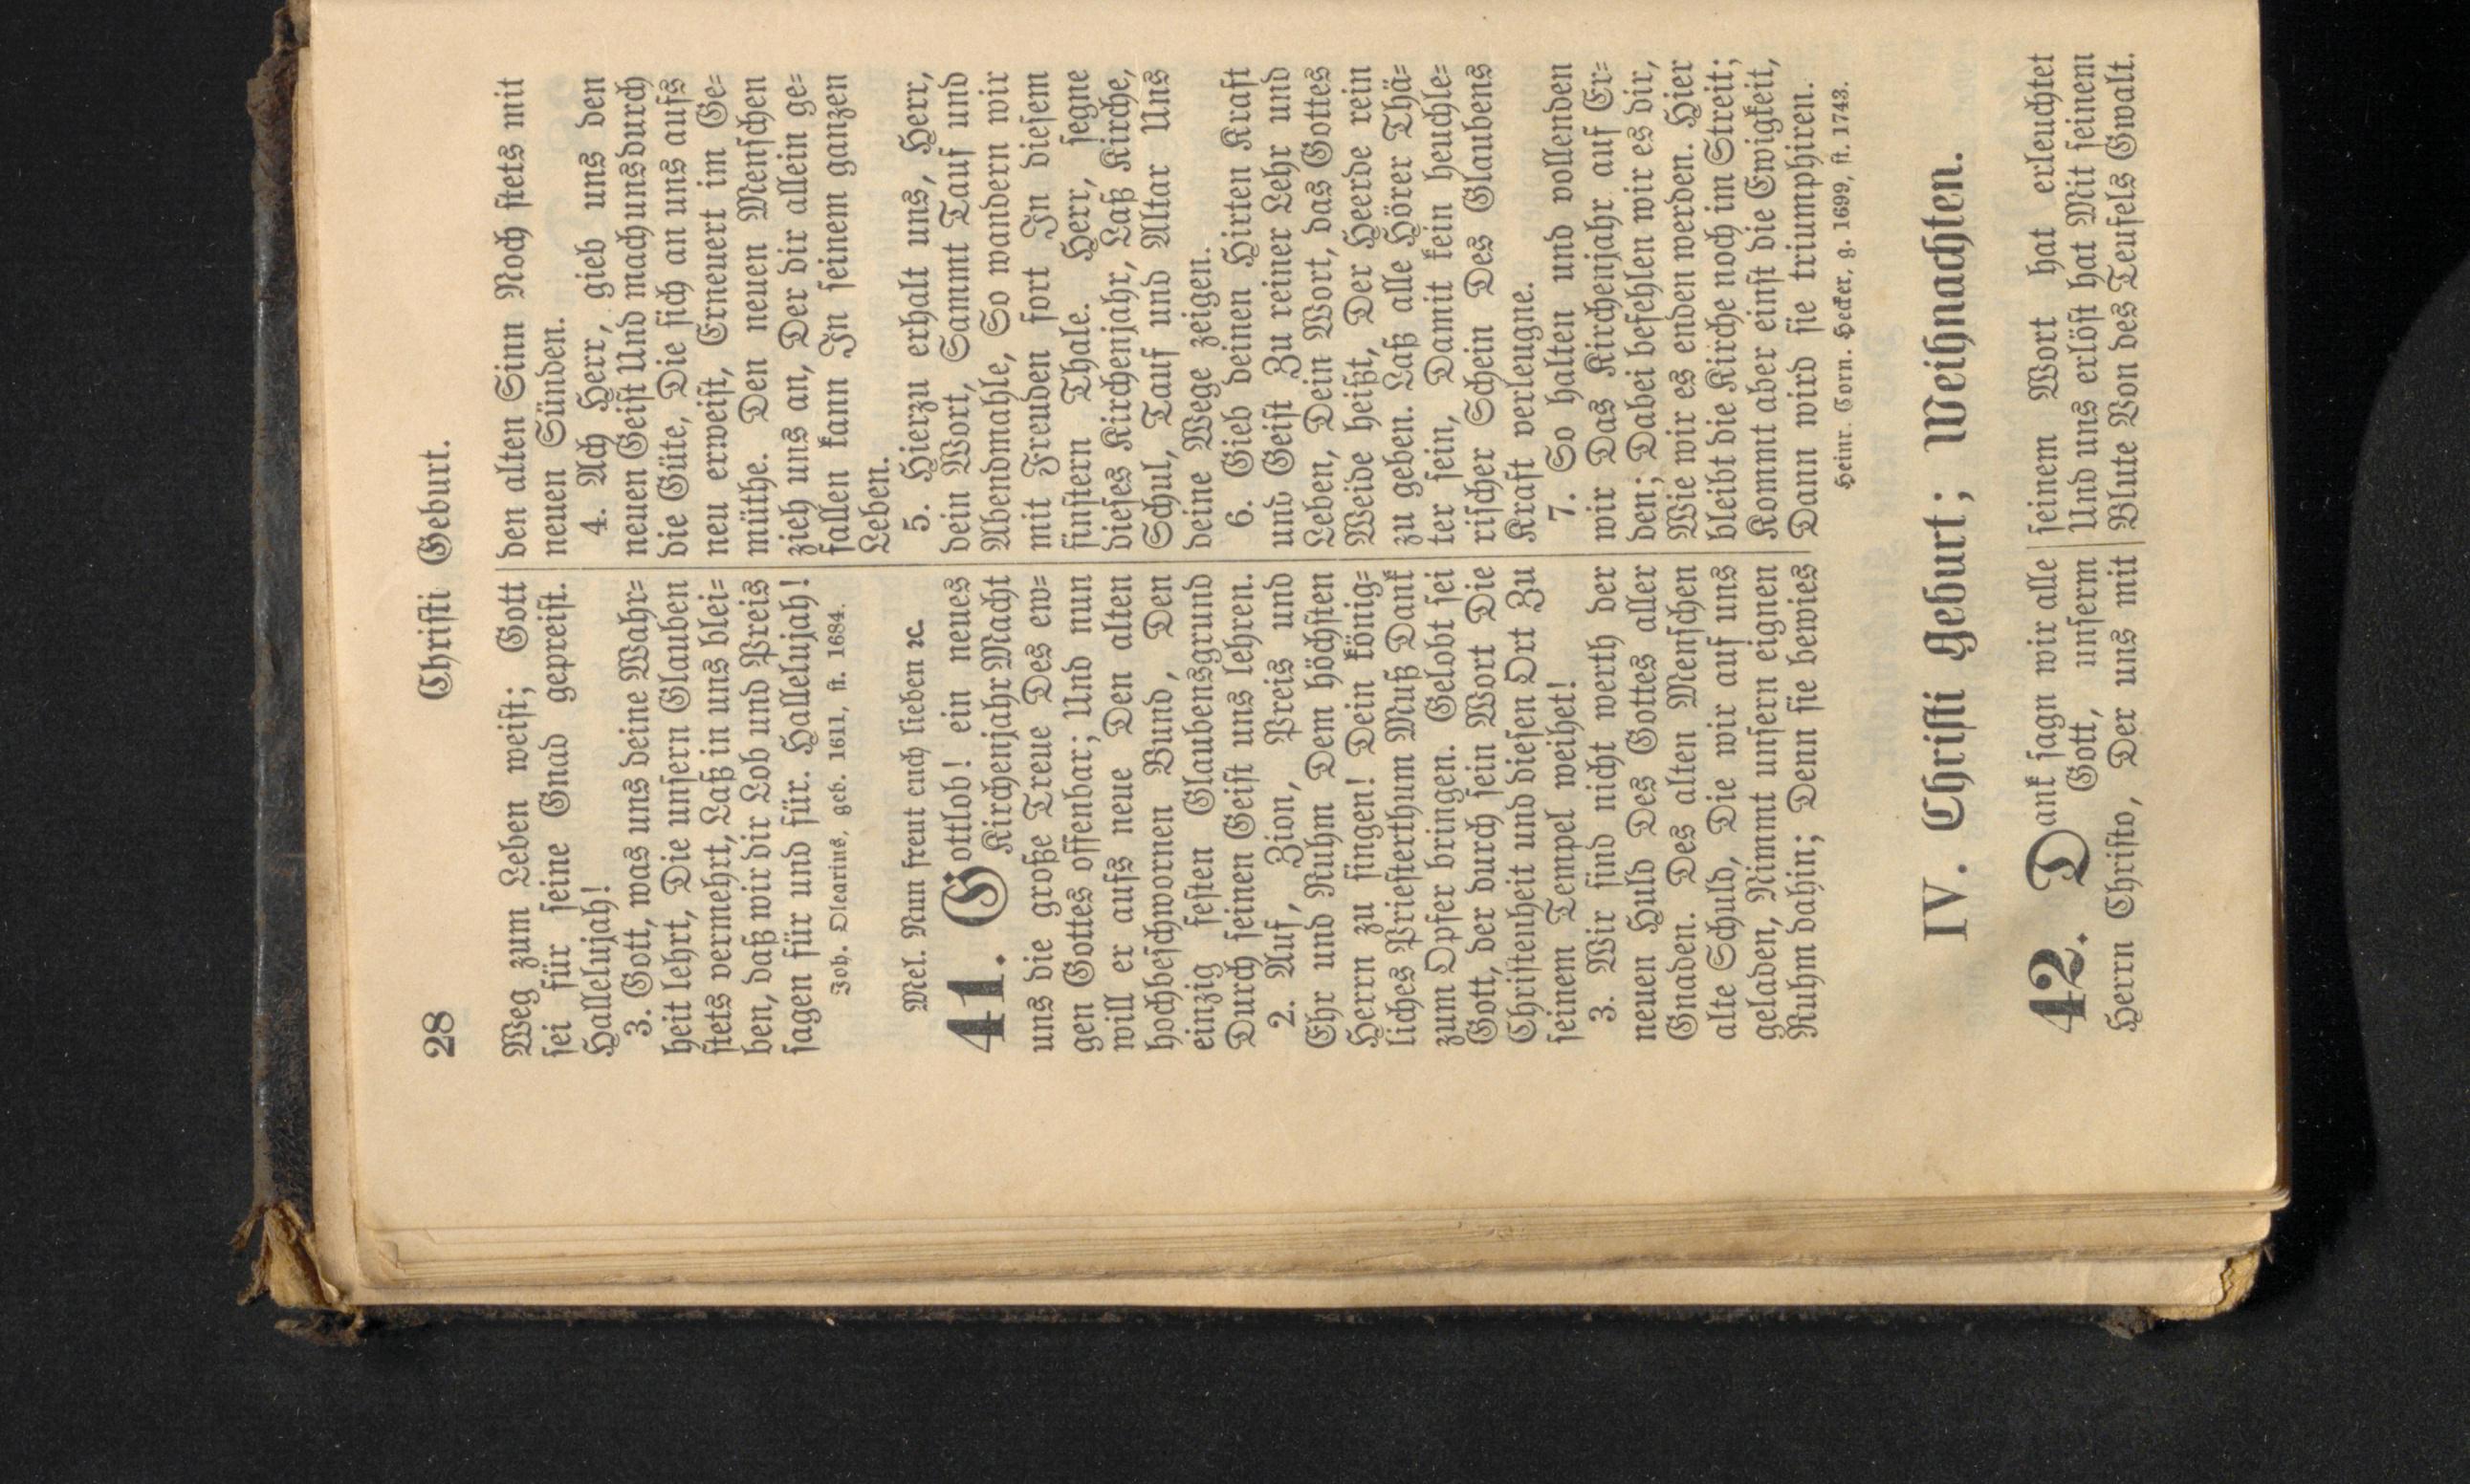 28
Christi Geburt.
Weg zum Leben weist; Gott
sei für seine Gnad gepreist.
Hallelujah!
3. Gott, was uns deine Wahr=
heit lehrt, Die unsern Glauben
stets vermehrt, Laß in uns blei=
ben, daß wir dir Lob und Preis
sagen für und für. Hallelujah!
Joh. Olearius, geb. 1611, st. 1684.
Mel. Nun freut euch lieben ꝛc.
41. Gottlob! ein neues
Kirchenjahr Macht
uns die große Treue Des ew=
gen Gottes offenbar; Und nun
will er aufs neue Den alten
hochbeschwornen Bund, Den
einzig festen Glaubensgrund
Durch seinen Geist uns lehren.
2. Auf, Zion, Preis und
Ehr und Ruhm Dem höchsten
Herrn zu singen! Dein könig=
liches Priesterthum Muß Dank
zum Opfer bringen. Gelobt sei
Gott, der durch sein Wort Die
Christenheit und diesen Ort Zu
seinem Tempel weihet!
3. Wir sind nicht werth der
neuen Huld Des Gottes aller
Gnaden. Des alten Menschen
alte Schuld, Die wir auf uns
geladen, Nimmt unsern eignen
Ruhm dahin; Denn sie bewies
den alten Sinn Noch stets mit
neuen Sünden.
4. Ach Herr, gieb uns den
neuen Geist Und mach uns durch
die Güte, Die sich an uns aufs
neu erweist, Erneuert im Ge=
müthe. Den neuen Menschen
zieh uns an, Der dir allein ge=
fallen kann In seinem ganzen
Leben.
5. Hierzu erhalt uns, Herr,
dein Wort, Sammt Tauf und
Abendmahle, So wandern wir
mit Freuden fort In diesem
finstern Thale. Herr, segne
dieses Kirchenjahr, Laß Kirche,
Schul, Tauf und Altar Uns
deine Wege zeigen.
6. Gieb deinen Hirten Kraft
und Geist Zu reiner Lehr und
Leben, Dein Wort, das Gottes
Weide heißt, Der Heerde rein
zu geben. Laß alle Hörer Thä=
ter sein, Damit kein heuchle=
rischer Schein Des Glaubens
Kraft verleugne.
7. So halten und vollenden
wir Das Kirchenjahr auf Er=
den; Dabei befehlen wir es dir,
Wie wir es enden werden. Hier
bleibt die Kirche noch im Streit;
Kommt aber einst die Ewigkeit,
Dann wird sie triumphiren.
Heinr. Corn. Hecker, g. 1699, st. 1743.
IV. Christi Geburt; Weihnachten.
42. Dank sagn wir alle
Gott, unserm
Herrn Christo, Der uns mit
seinem Wort hat erleuchtet
Und uns erlöst hat Mit seinem
Blute Von des Teufels Gwalt.